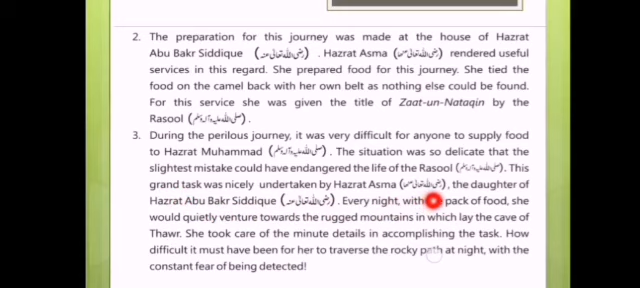 2. The preparation for this journey was made at the house of Hazrat
Abu Bakr Siddique (رضی اللہ تعالیٰ عنہ). Hazrat Asma (رضی اللہ تعالیٰ عنہا) rendered useful
services in this regard. She prepared food for this journey. She tied the
food on the camel back with her own belt as nothing else could be found.
For this service she was given the title of Zaat-un-Nataqin by the
Rasool (صلی اللہ علیہ وآلہ وسلم).
3. During the perilous journey, it was very difficult for anyone to supply food
to Hazrat Muhammad (صلی اللہ علیہ وآلہ وسلم). The situation was so delicate that the
slightest mistake could have endangered the life of the Rasool (صلی اللہ علیہ وآلہ وسلم). This
grand task was nicely undertaken by Hazrat Asma (رضی اللہ تعالیٰ عنہا), the daughter of
Hazrat Abu Bakr Siddique (رضی اللہ تعالیٰ عنہ). Every night, with pack of food, she
would quietly venture towards the rugged mountains in which lay the cave of
Thawr. She took care of the minute details in accomplishing the task. How
difficult it must have been for her to traverse the rocky path at night, with the
constant fear of being detected!